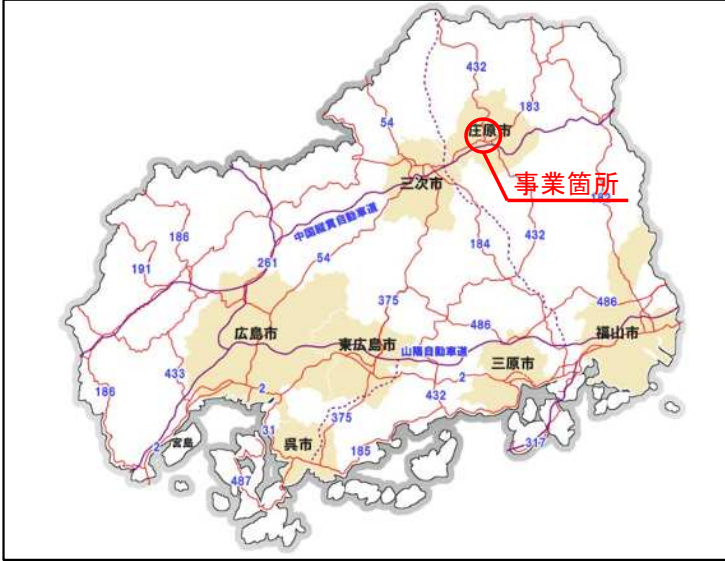 432
183
54
庄原市
三次市
事業箇所
182
中国縦貫自動車道
186
184
432
54
261
191
375
486
486
広島市
東広島市
山陽自動車道
福山市
三原市
433
186
2
2
432
375
31
呉市
185
2
宮島
317
487